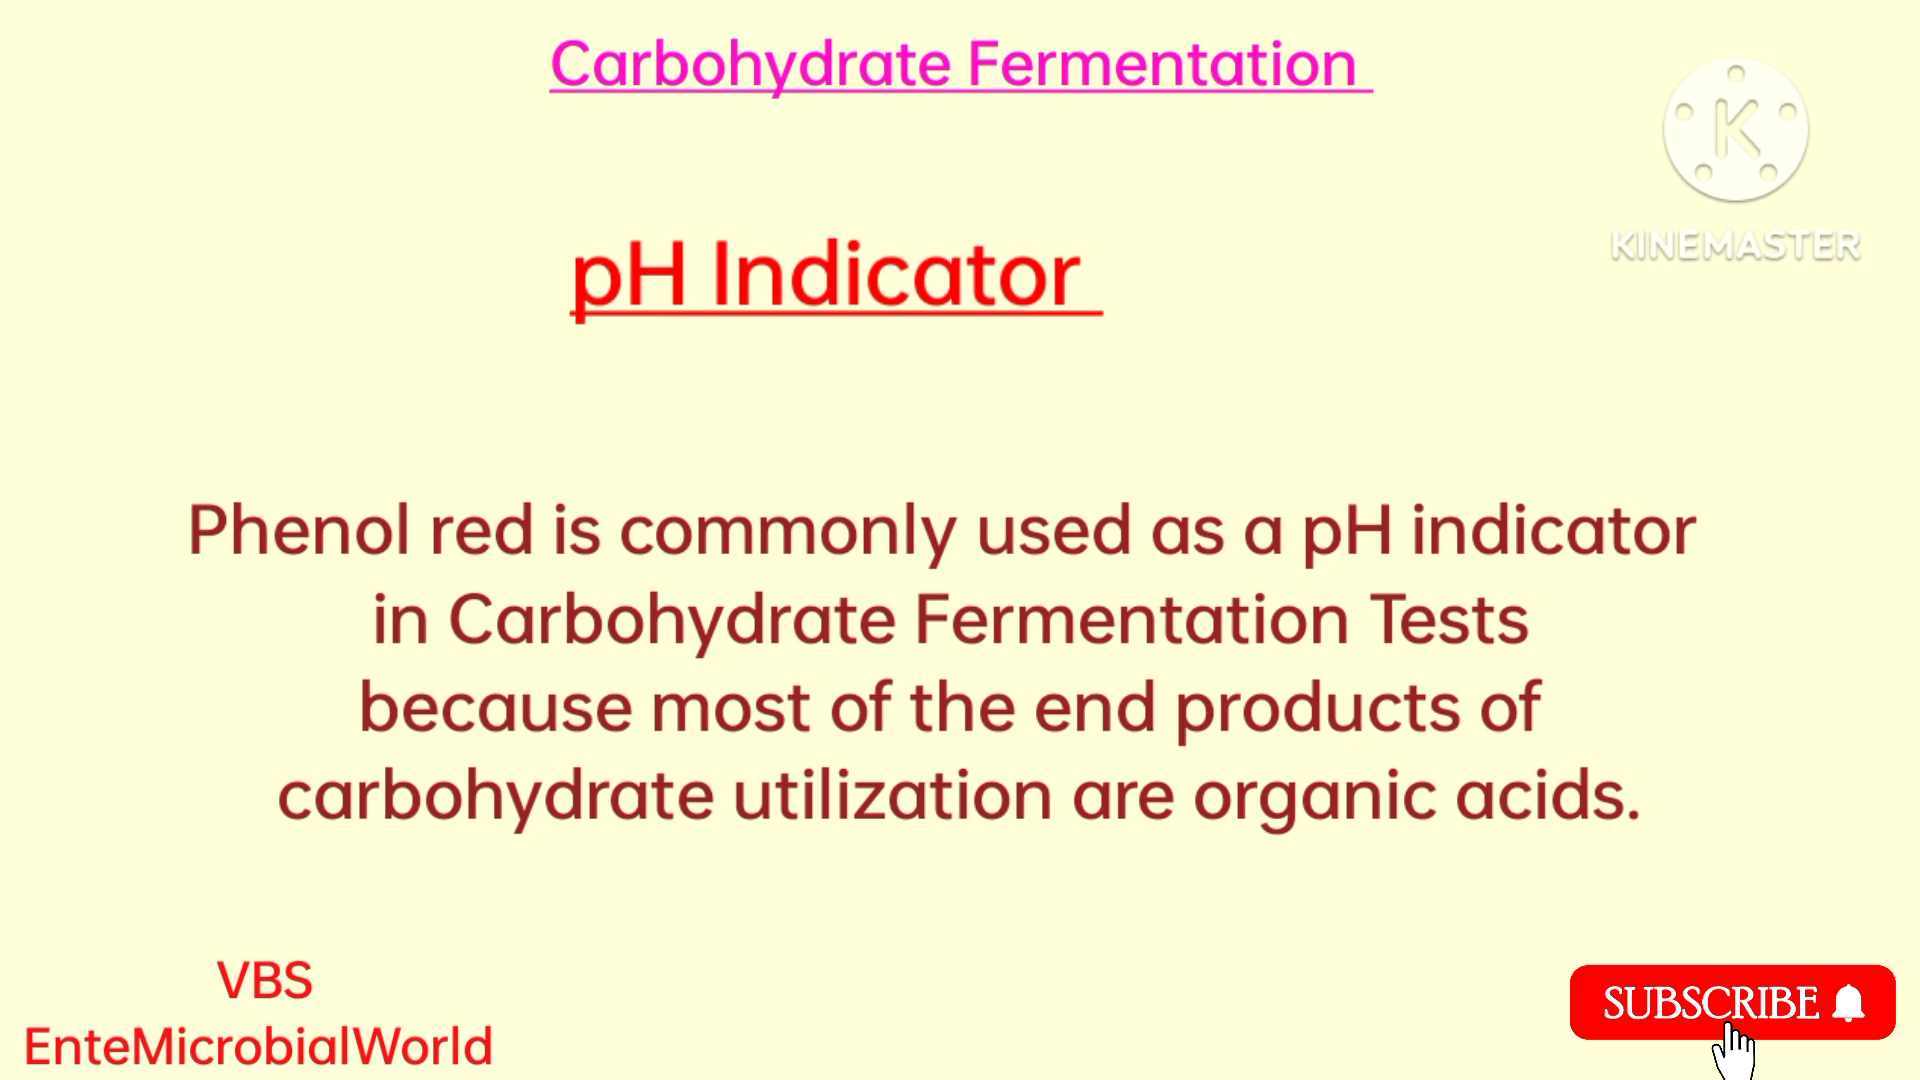 Carbohydrate Fermentation
K
KINEMASTER
pH Indicator
Phenol red is commonly used as a pH indicator
in Carbohydrate Fermentation Tests
because most of the end products of
carbohydrate utilization are organic acids.
VBS
EnteMicrobialWorld
SUBSCRIBE